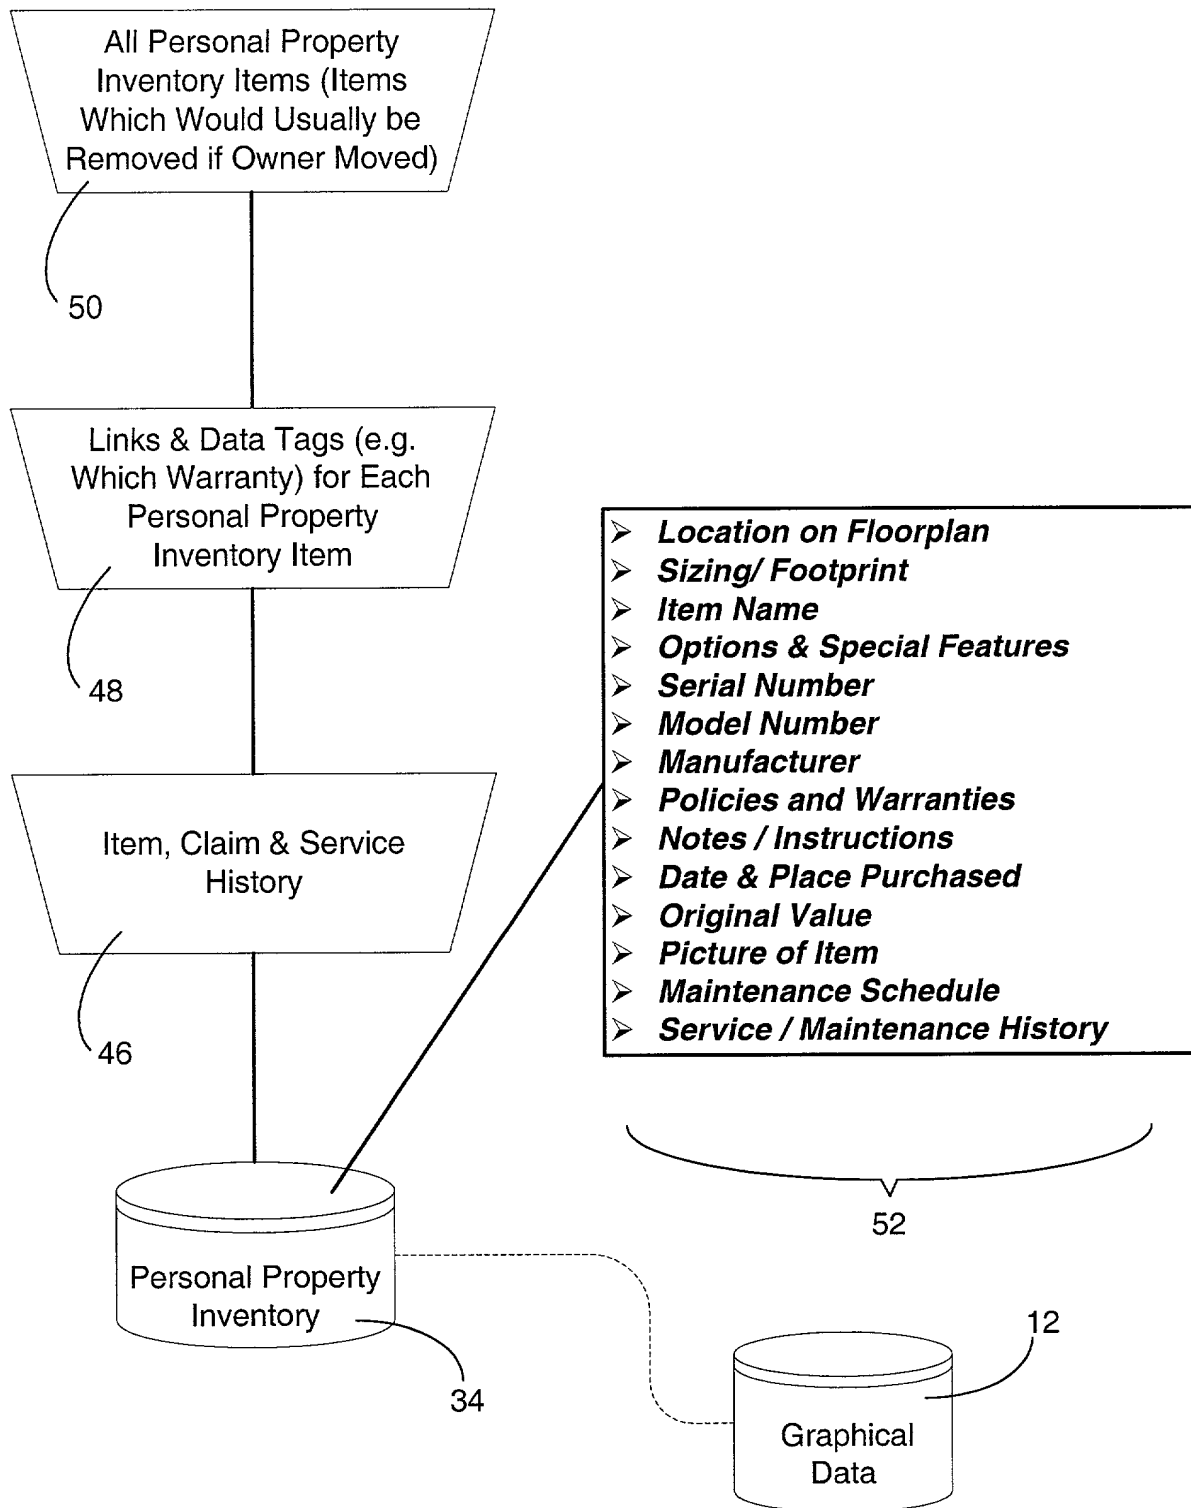 All Personal Property
Inventory Items (Items
Which Would Usually be
Removed if Owner Moved)
50
Links & Data Tags (e.g.
Which Warranty) for Each
Personal Property
Inventory Item
48
Item, Claim & Service
History
46
Personal Property
Inventory
34
➢ Location on Floorplan
➢ Sizing/ Footprint
➢ Item Name
➢ Options & Special Features
➢ Serial Number
➢ Model Number
➢ Manufacturer
➢ Policies and Warranties
➢ Notes / Instructions
➢ Date & Place Purchased
➢ Original Value
➢ Picture of Item
➢ Maintenance Schedule
➢ Service / Maintenance History
52
12
Graphical
Data